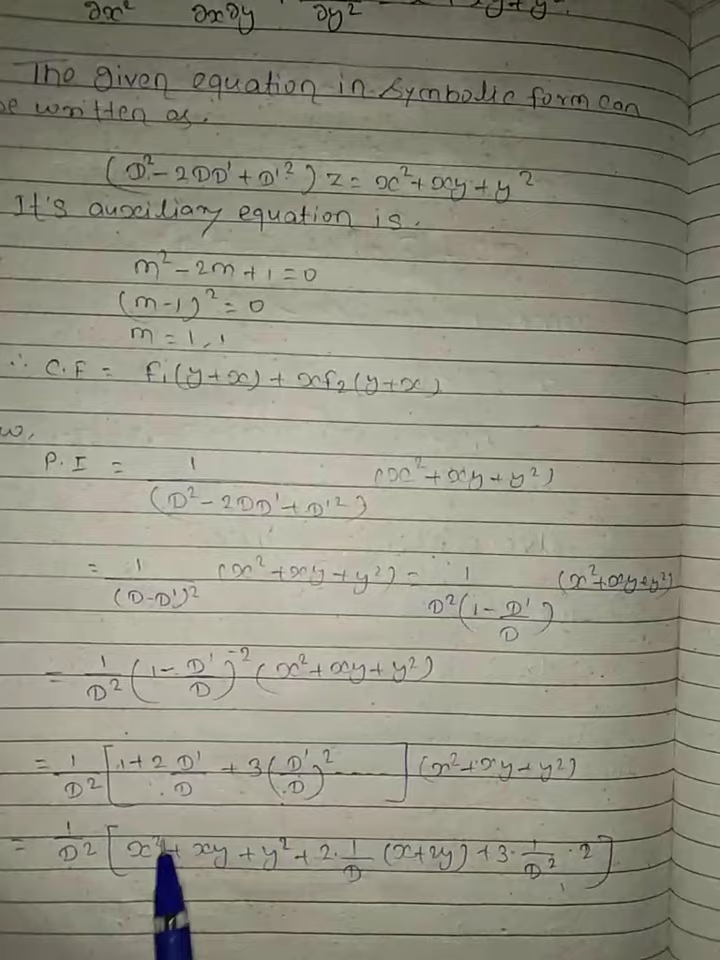 ∂x² ∂x∂y ∂y²
The given equation in symbolic form can
be written as.
(D² - 2DD' + D'²) z = x² + xy + y²
It's auxiliary equation is.
m² - 2m + 1 = 0
(m-1)² = 0
m = 1, 1
∴ C.F = f₁(y+x) + xf₂(y+x)
w,
P.I = 1/(D² - 2DD' + D'²) (x² + xy + y²)
= 1/(D-D')² (x² + xy + y²) = 1/D²(1 - D'/D) (x² + xy + y²)
= 1/D² (1 - D'/D)⁻² (x² + xy + y²)
= 1/D² [1 + 2 D'/D + 3(D'/D)² ------] (x² + xy + y²)
= 1/D² [x² + xy + y² + 2·1/D (x+2y) + 3·1/D²·2]